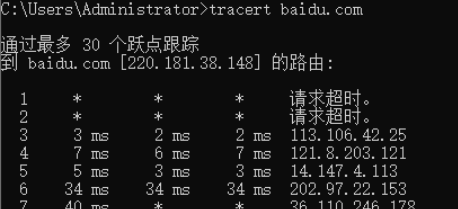 C:\Users\Administrator>tracert baidu.com
通过最多 30 个跃点跟踪
到 baidu.com [220.181.38.148] 的路由:
1 * * * 请求超时。
2 * * * 请求超时。
3 3 ms 2 ms 2 ms 113.106.42.25
4 7 ms 6 ms 7 ms 121.8.203.121
5 5 ms 3 ms 3 ms 14.147.4.113
6 34 ms 34 ms 34 ms 202.97.22.153
7 40 ms * * 36.110.246.178